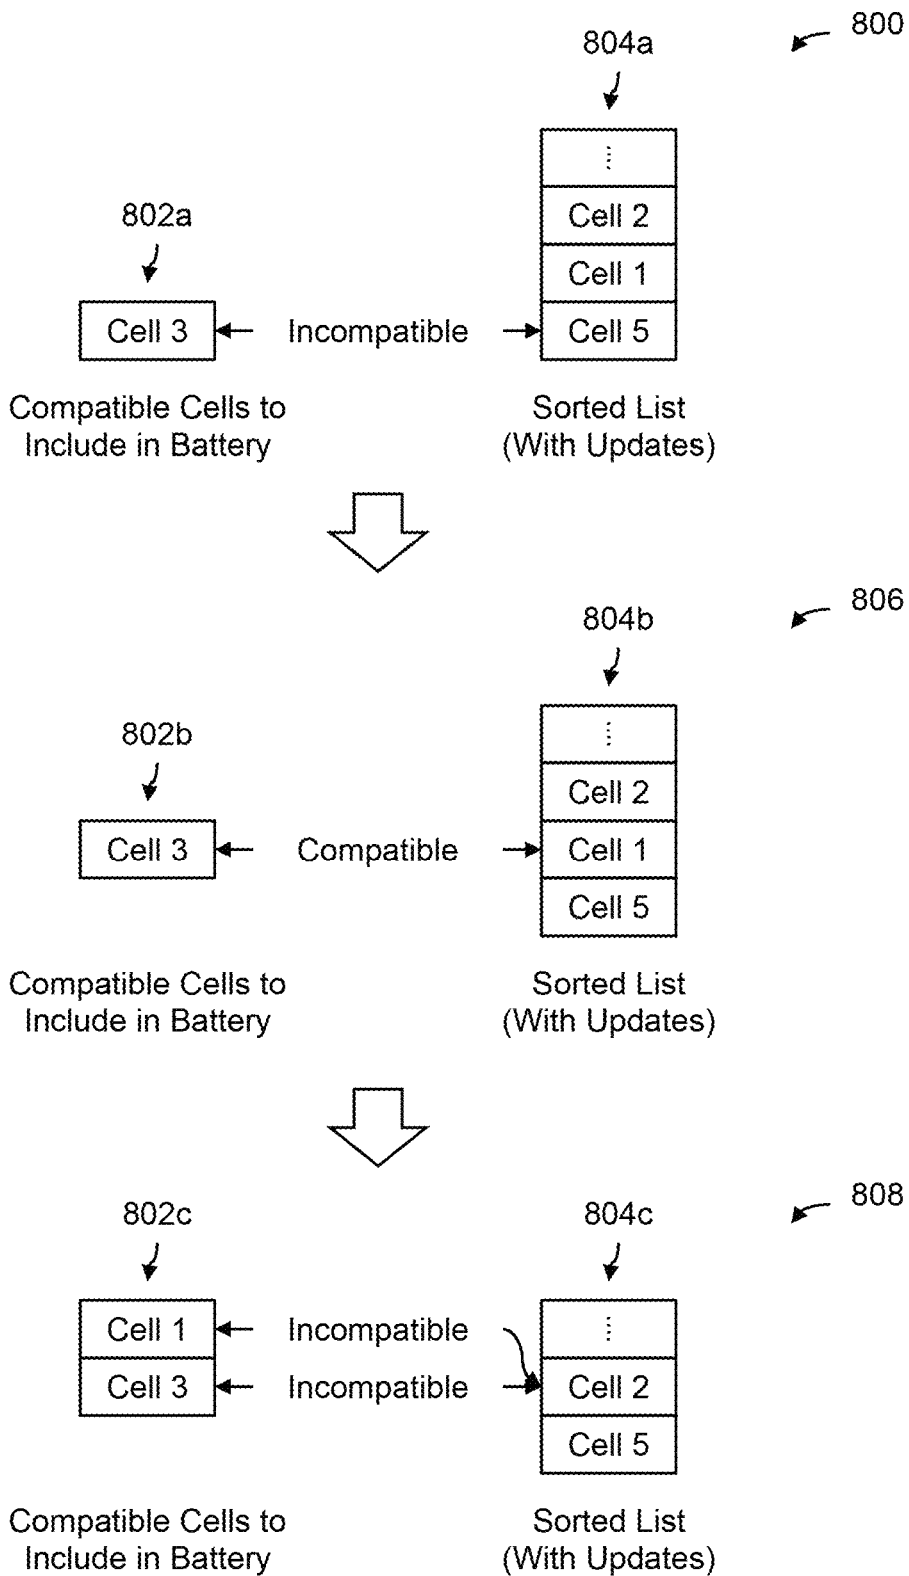 800
804a
⋮
Cell 2
802a
Cell 1
Cell 3 Incompatible Cell 5
Compatible Cells to Include in Battery
Sorted List (With Updates)
806
804b
⋮
802b
Cell 2
Cell 3 Compatible Cell 1
Cell 5
Compatible Cells to Include in Battery
Sorted List (With Updates)
808
802c
804c
Cell 1 Incompatible ⋮
Cell 3 Incompatible Cell 2
Cell 5
Compatible Cells to Include in Battery
Sorted List (With Updates)